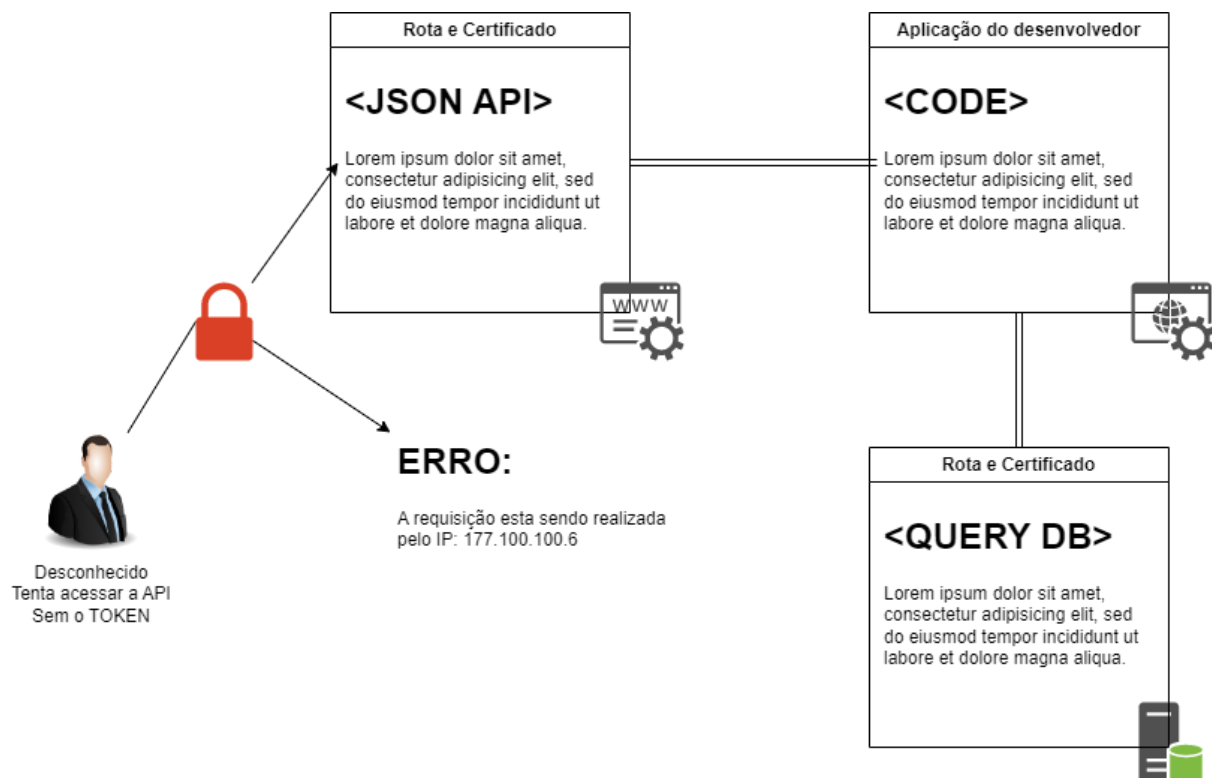 Rota e Certificado
<JSON API>
Lorem ipsum dolor sit amet,
consectetur adipisicing elit, sed
do eiusmod tempor incididunt ut
labore et dolore magna aliqua.
WWW
Aplicação do desenvolvedor
<CODE>
Lorem ipsum dolor sit amet,
consectetur adipisicing elit, sed
do eiusmod tempor incididunt ut
labore et dolore magna aliqua.
ERRO:
A requisição esta sendo realizada
pelo IP: 177.100.100.6
Desconhecido
Tenta acessar a API
Sem o TOKEN
Rota e Certificado
<QUERY DB>
Lorem ipsum dolor sit amet,
consectetur adipisicing elit, sed
do eiusmod tempor incididunt ut
labore et dolore magna aliqua.